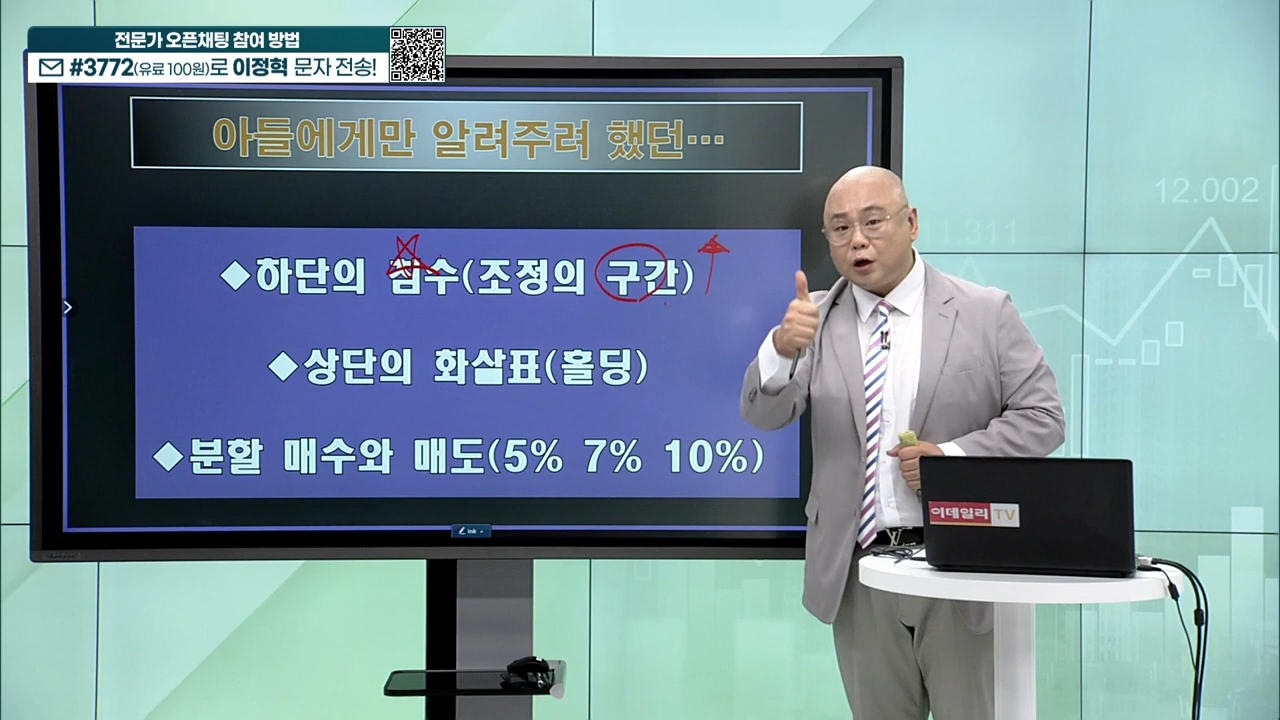 전문가 오픈채팅 참여 방법
#3772(유료 100원)로 이정혁 문자 전송!
아들에게만 알려주려 했던…
◆하단의 점수(조정의 구간)
◆상단의 화살표(홀딩)
◆분할 매수와 매도(5% 7% 10%)
Ink
이데일리TV
12.002
11.311